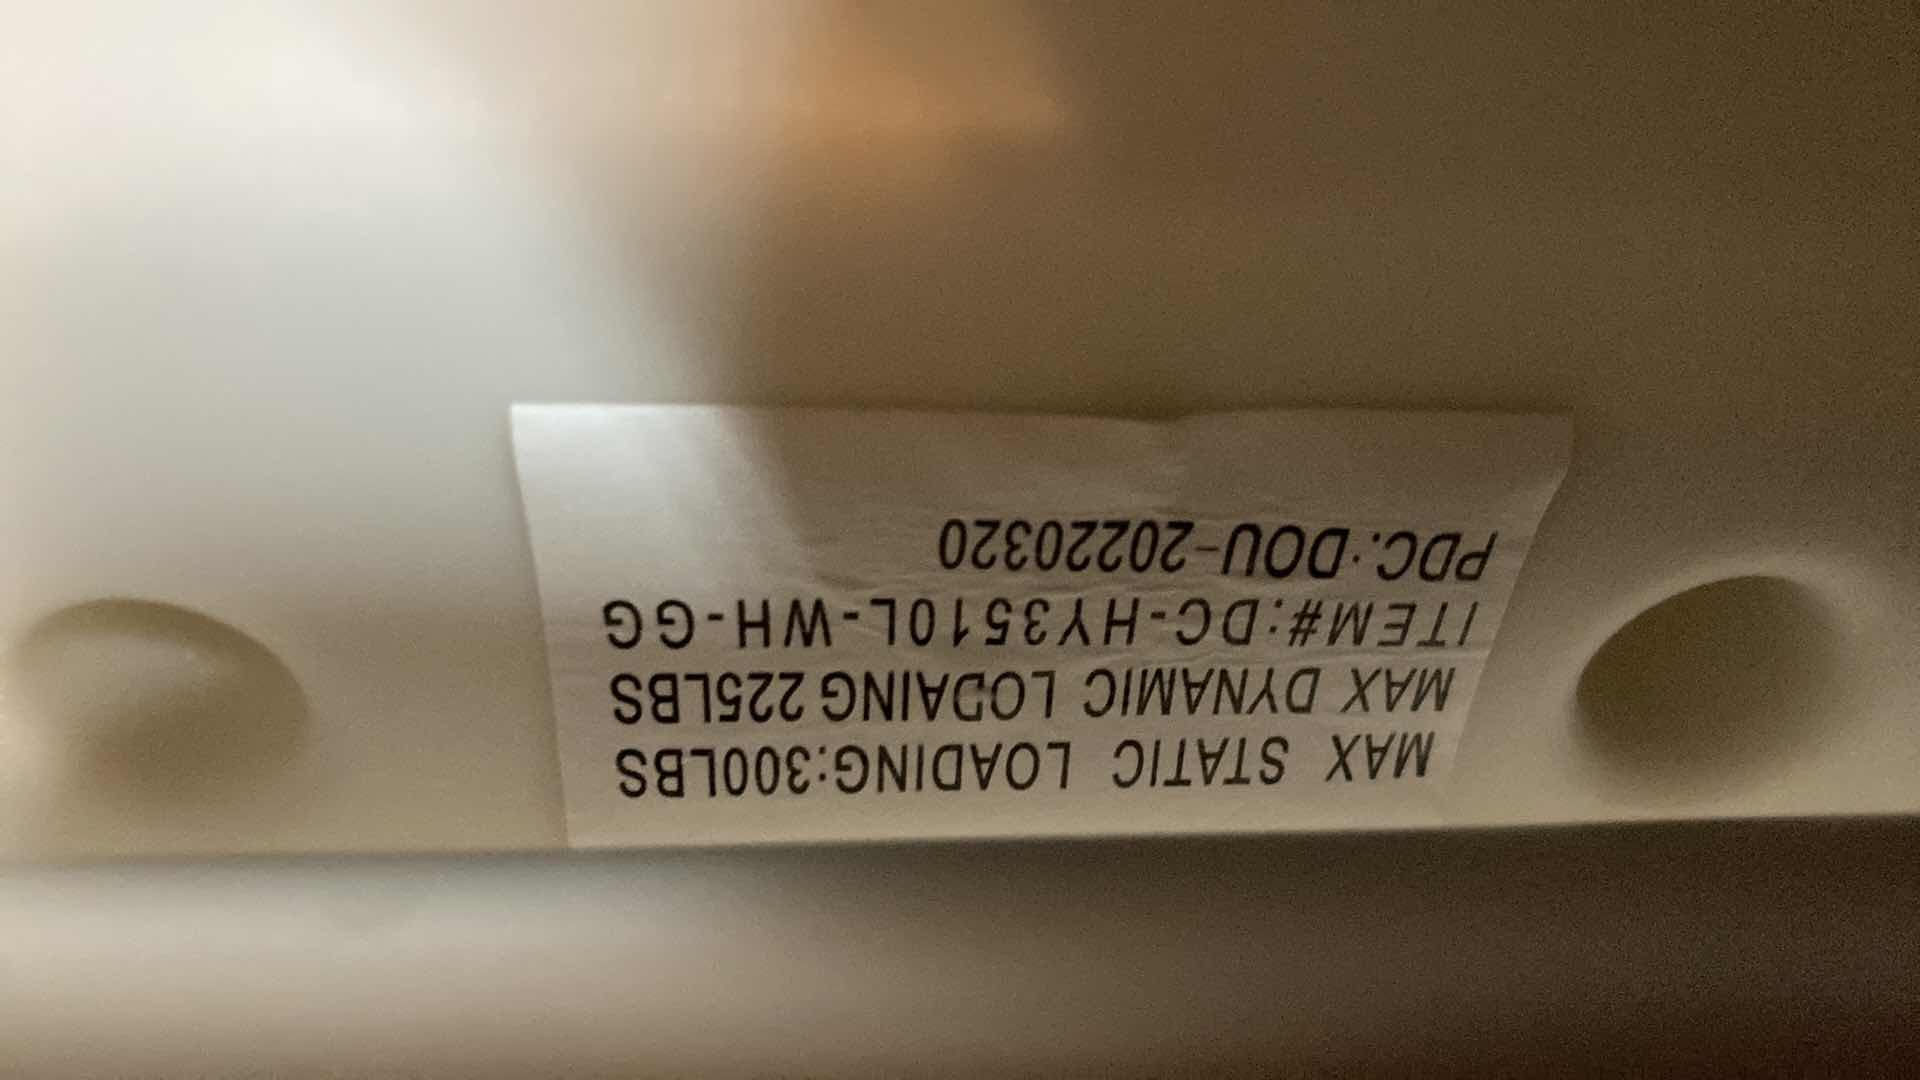 MAX STATIC LOADING:300LBS
MAX DYNAMIC LODAING 225LBS
ITEM#:DC-HY3510L-WH-GG
PDC: DOU-20220320